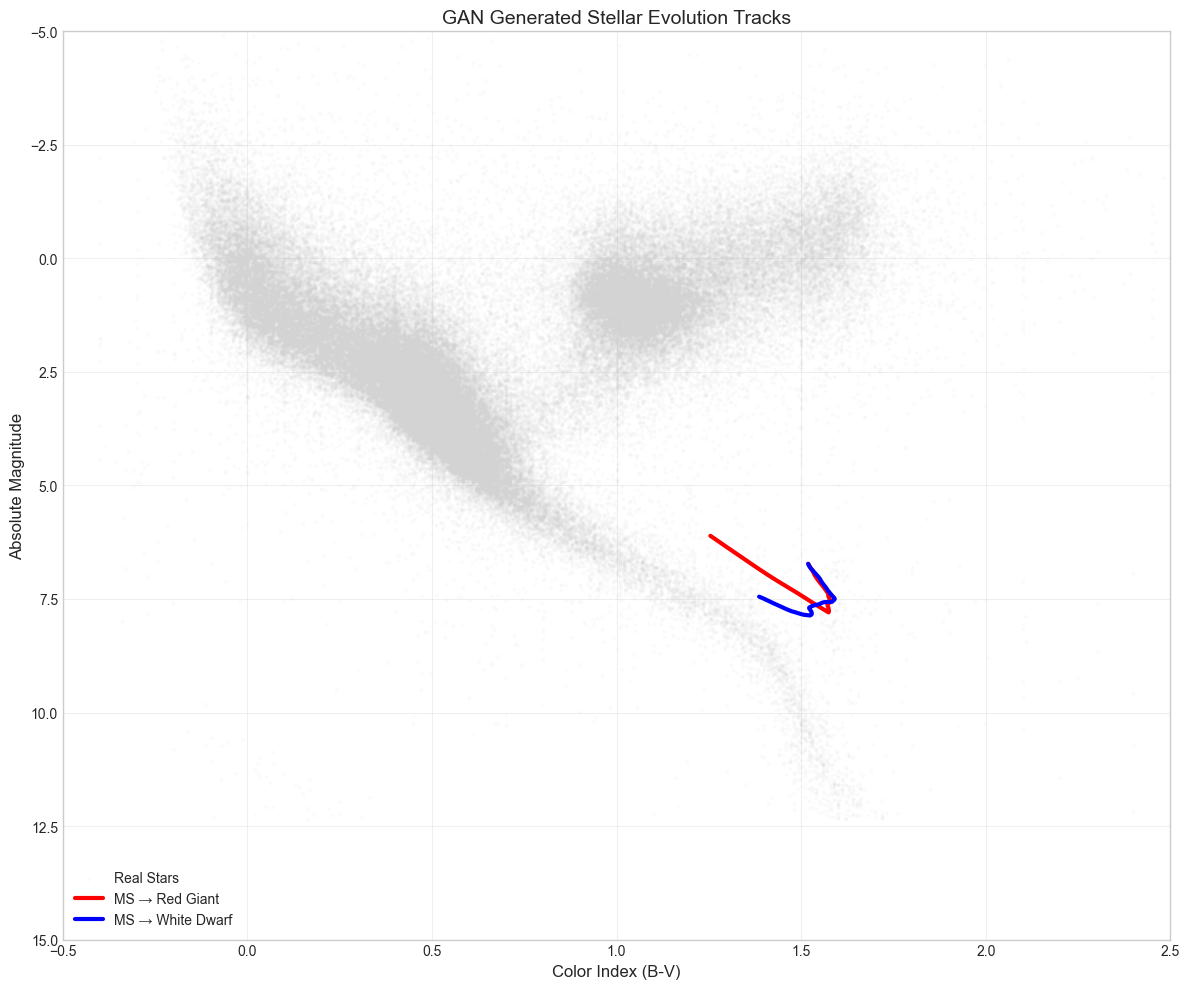 GAN Generated Stellar Evolution Tracks
−5.0
−2.5
0.0
2.5
5.0
7.5
10.0
12.5
15.0
Absolute Magnitude
Real Stars
MS → Red Giant
MS → White Dwarf
−0.5 0.0 0.5 1.0 1.5 2.0 2.5
Color Index (B-V)